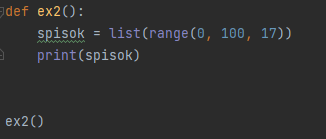 def ex2():
    spisok = list(range(0, 100, 17))
    print(spisok)
ex2()